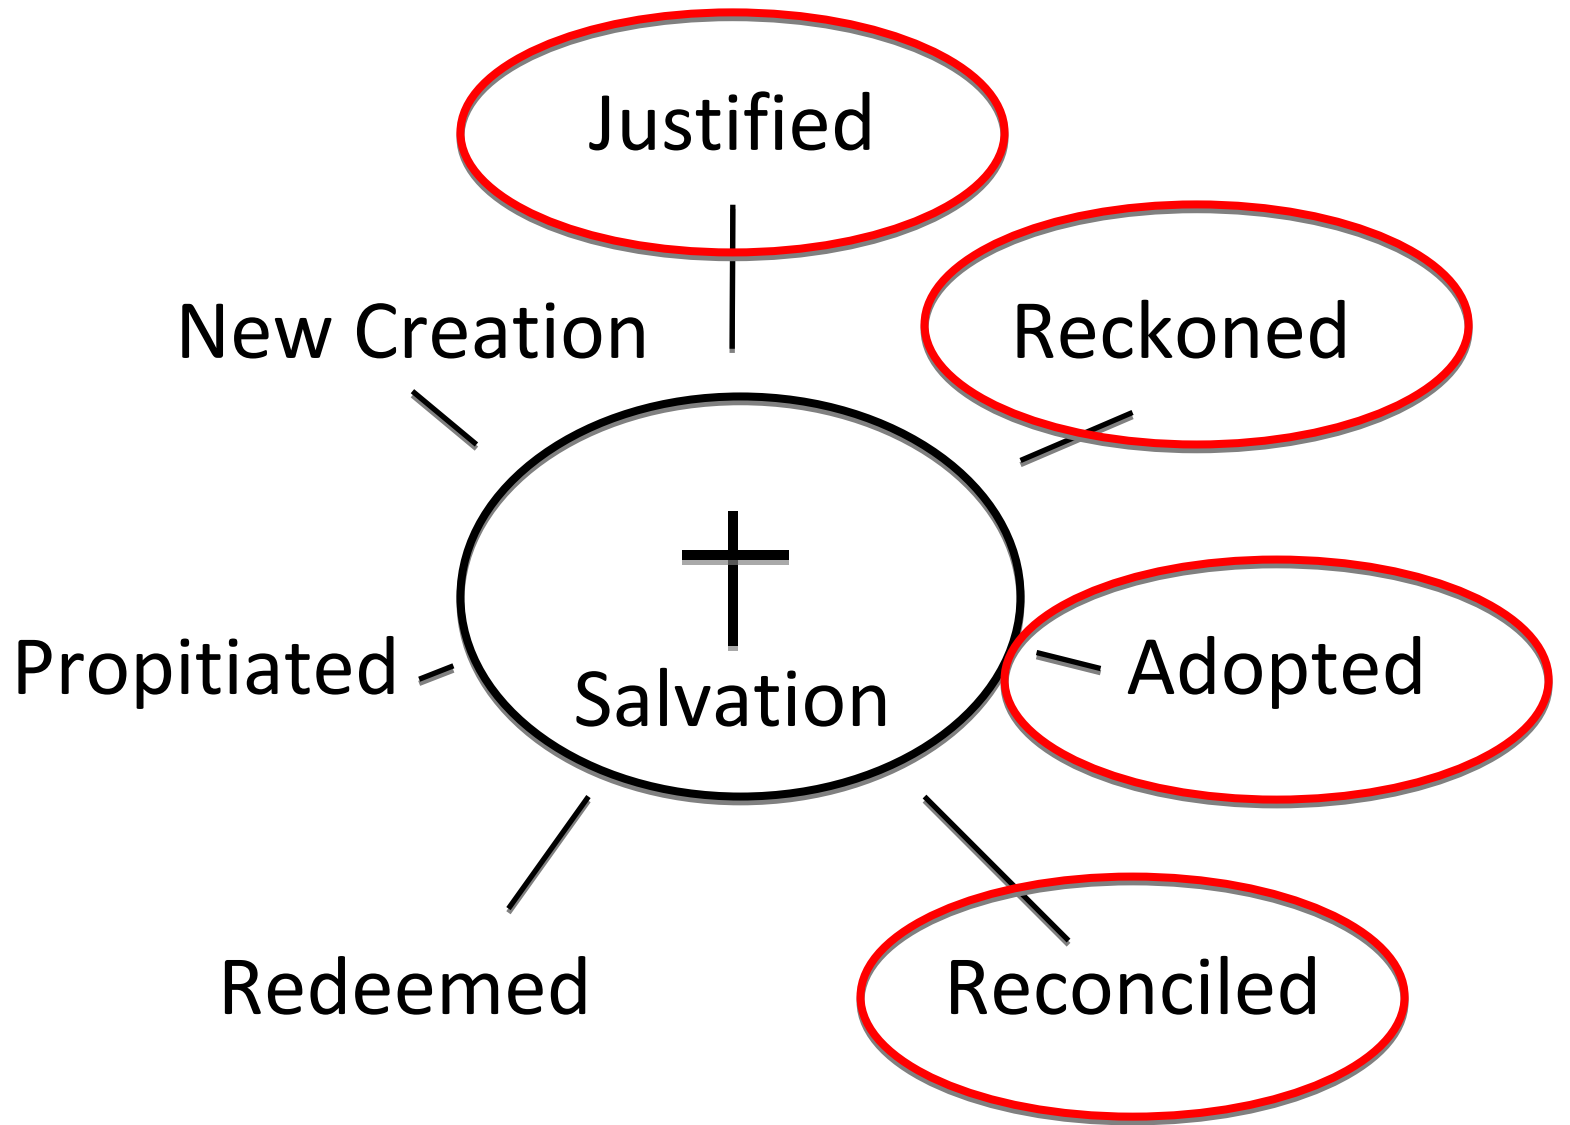 Justified
New Creation
Reckoned
Salvation
Propitiated
Adopted
Redeemed
Reconciled